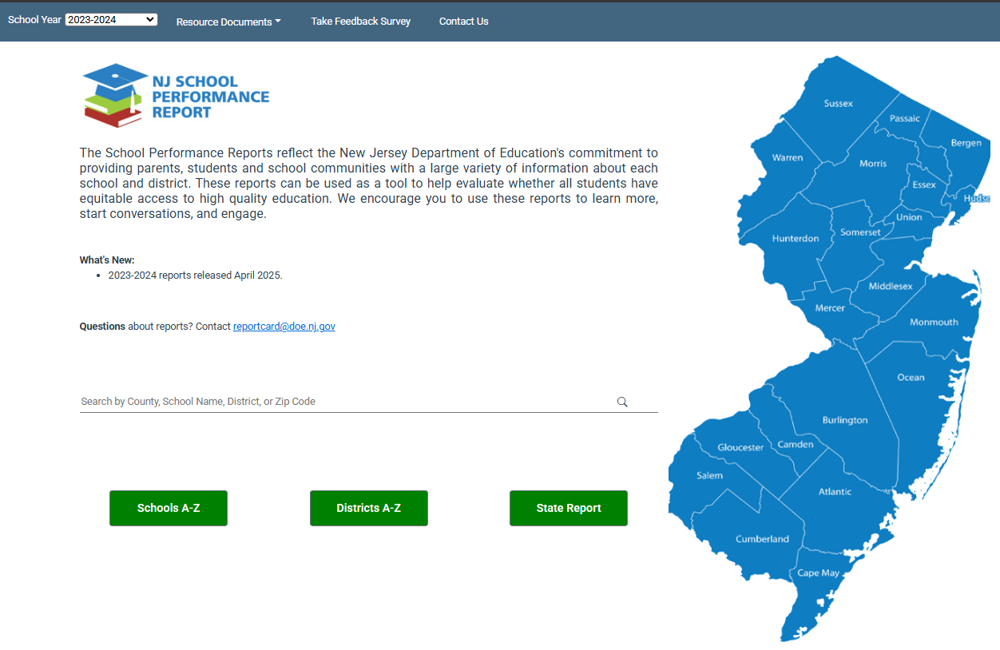 School Year 2023-2024 Resource Documents Take Feedback Survey Contact Us
NJ SCHOOL
PERFORMANCE
REPORT
The School Performance Reports reflect the New Jersey Department of Education's commitment to
providing parents, students and school communities with a large variety of information about each
school and district. These reports can be used as a tool to help evaluate whether all students have
equitable access to high quality education. We encourage you to use these reports to learn more,
start conversations, and engage.
What's New:
• 2023-2024 reports released April 2025.
Questions about reports? Contact reportcard@doe.nj.gov
Search by County, School Name, District, or Zip Code
Schools A-Z Districts A-Z State Report
Sussex
Passaic
Bergen
Warren
Morris
Essex
Hudso
Union
Somerset
Hunterdon
Middlesex
Mercer
Monmouth
Ocean
Burlington
Camden
Gloucester
Salem
Atlantic
Cumberland
Cape May